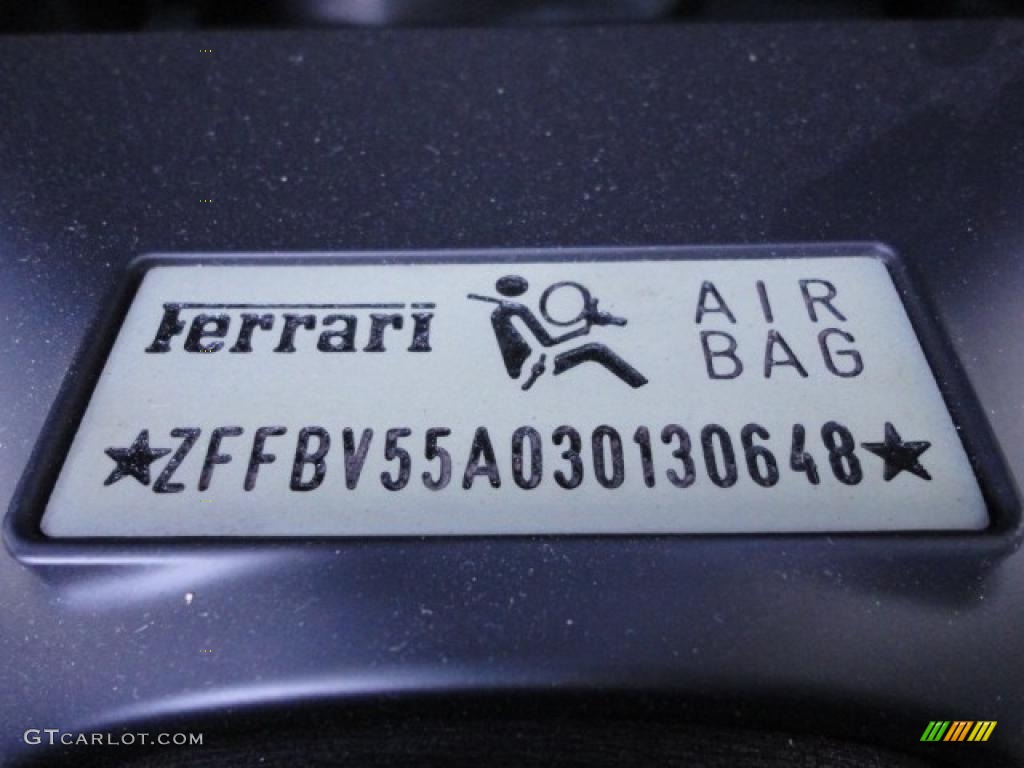 Ferrari
AIR
BAG
★ZFFBV55A030130648★
GTCARLOT.COM